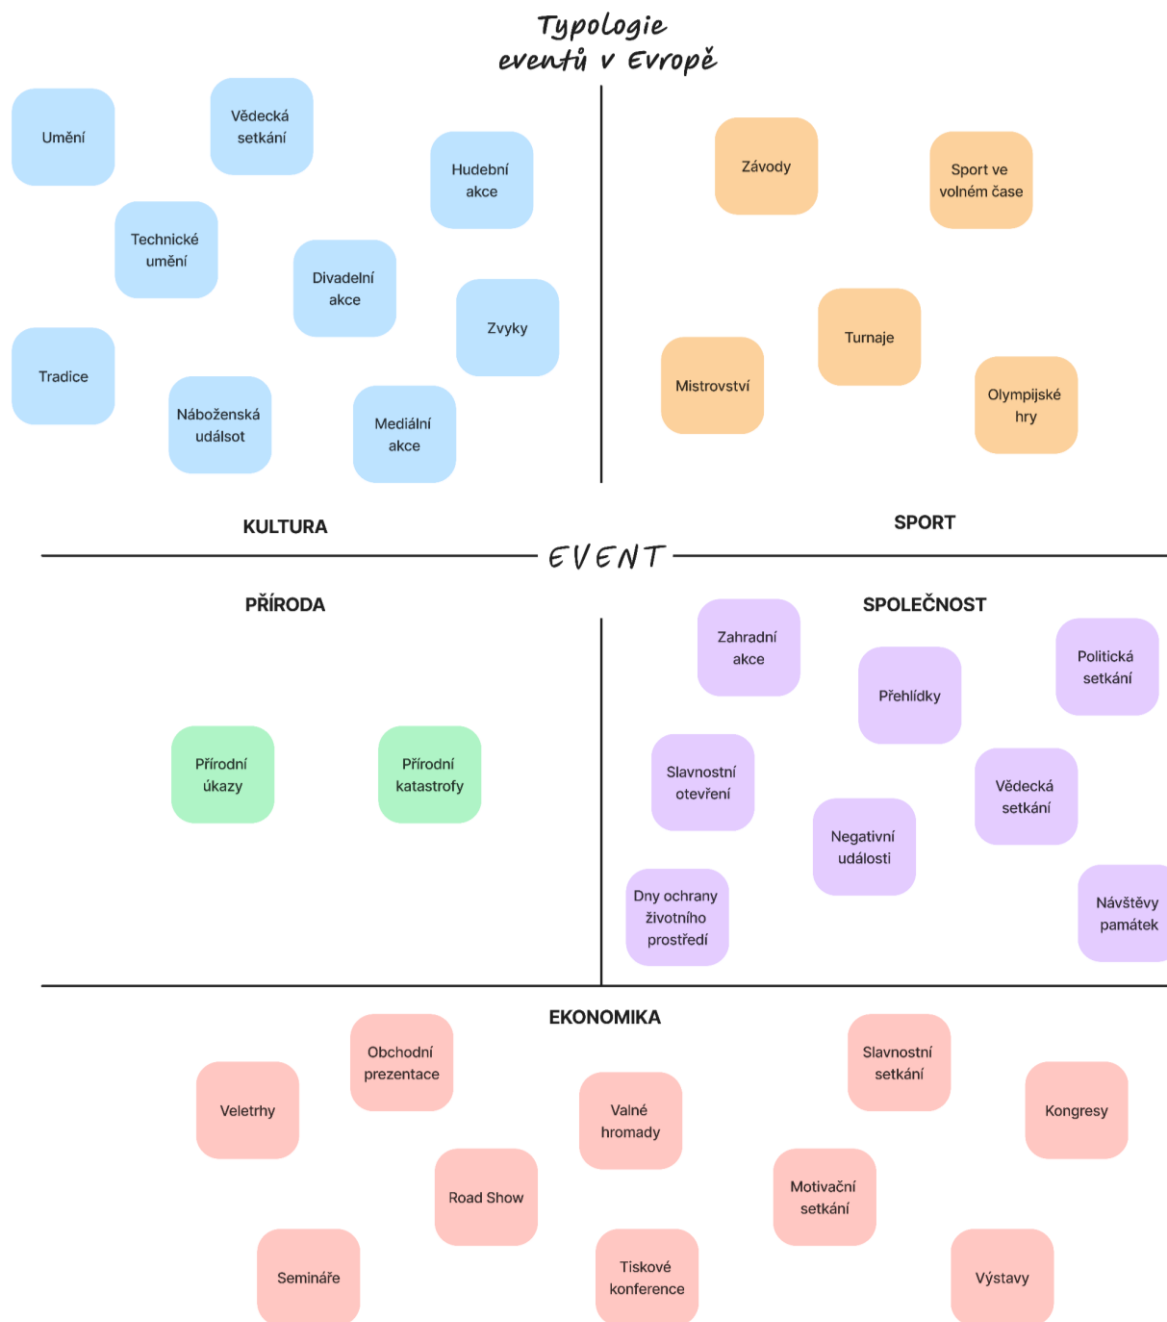 Typologie
eventů v Evropě
Umění
Vědecká
setkání
Hudební
akce
Technické
umění
Divadelní
akce
Zvyky
Tradice
Náboženská
událsot
Mediální
akce
KULTURA
Závody
Sport ve
volném čase
Turnaje
Mistrovství
Olympijské
hry
SPORT
EVENT
PŘÍRODA
Přírodní
úkazy
Přírodní
katastrofy
SPOLEČNOST
Zahradní
akce
Politická
setkání
Přehlídky
Slavnostní
otevření
Vědecká
setkání
Negativní
události
Dny ochrany
životního
prostředí
Návštěvy
památek
EKONOMIKA
Obchodní
prezentace
Slavnostní
setkání
Veletrhy
Valné
hromady
Kongresy
Road Show
Motivační
setkání
Semináře
Tiskové
konference
Výstavy